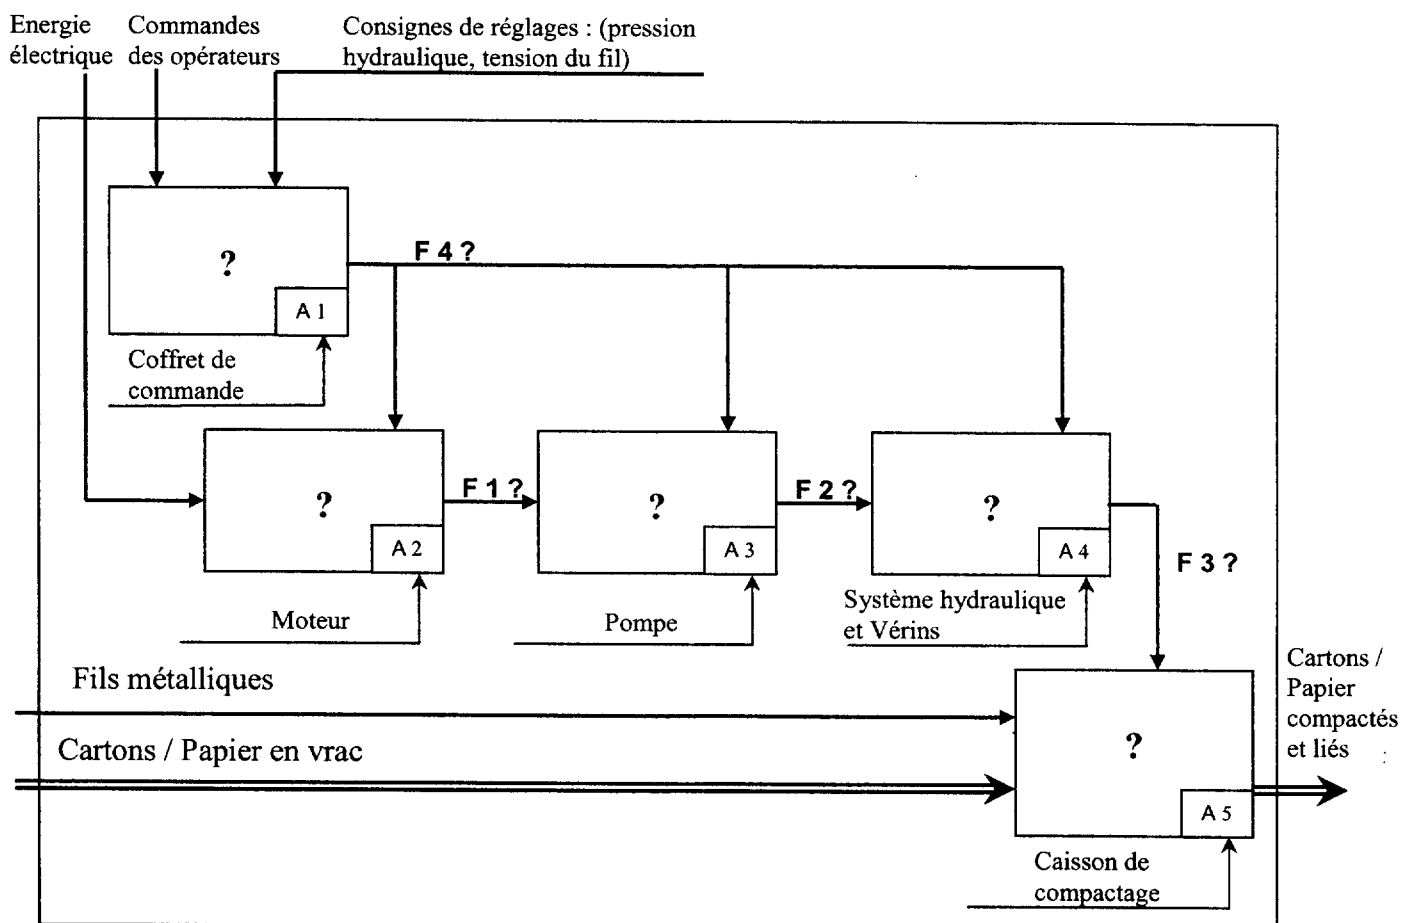 Energie
électrique
Commandes
des opérateurs
Consignes de réglages : (pression
hydraulique, tension du fil)
?
A 1
F 4 ?
Coffret de
commande
?
A 2
F 1 ?
?
A 3
F 2 ?
?
A 4
F 3 ?
Moteur
Pompe
Système hydraulique
et Vérins
Fils métalliques
Cartons / Papier en vrac
?
A 5
Cartons /
Papier
compactés
et liés
Caisson de
compactage